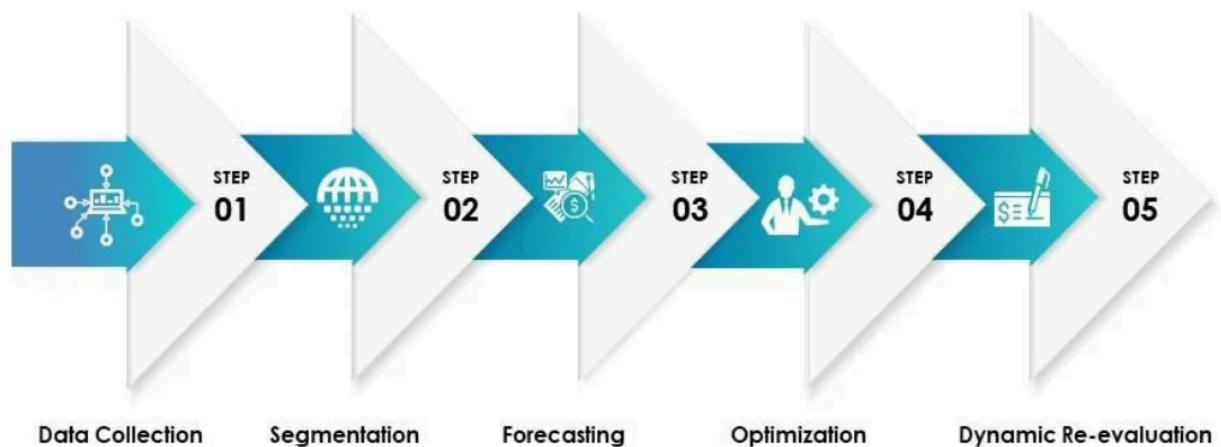 STEP
01
STEP
02
STEP
03
STEP
04
STEP
05
$
$
Data Collection
Segmentation
Forecasting
Optimization
Dynamic Re-evaluation